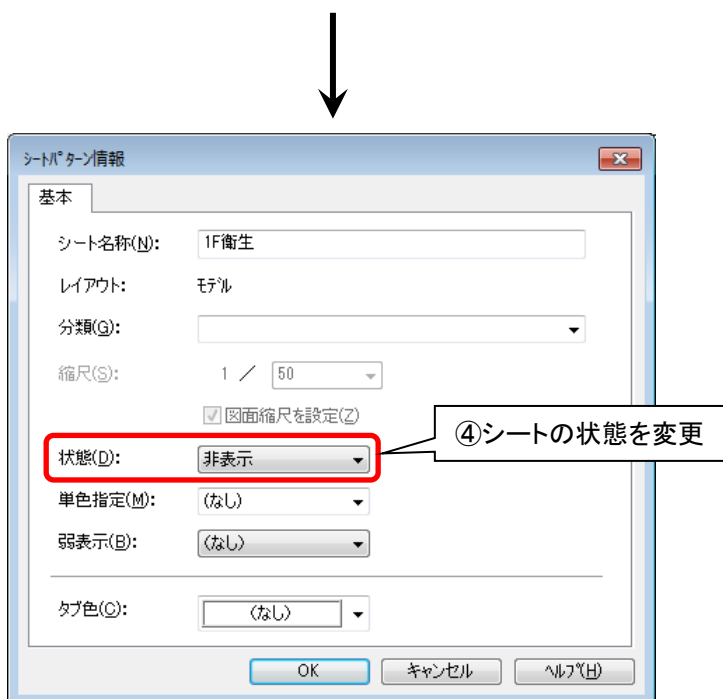 ｼｰﾄﾊﾟﾀｰﾝ情報
基本
シート名称(N): 1F衛生
レイアウト: ﾓﾃﾞﾙ
分類(G):
縮尺(S): 1 ／ 50
図面縮尺を設定(Z)
④シートの状態を変更
状態(D): 非表示
単色指定(M): (なし)
弱表示(B): (なし)
タブ色(C): (なし)
OK キャンセル ﾍﾙﾌﾟ(H)